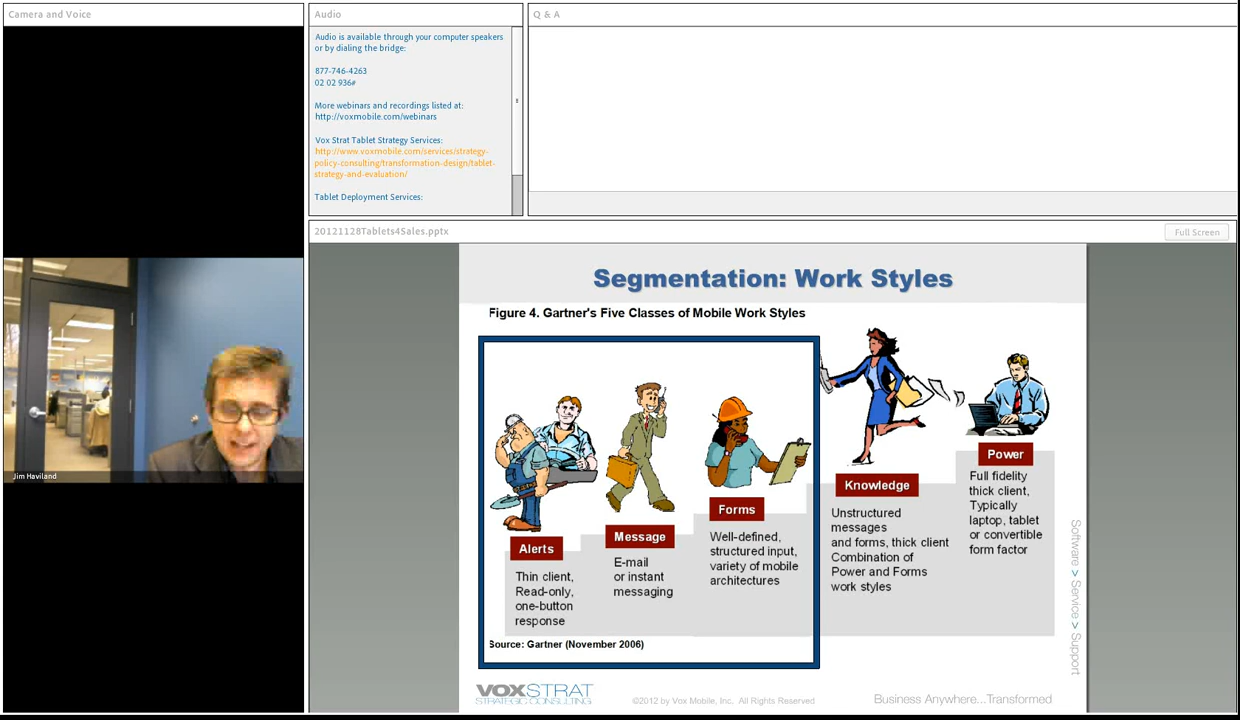 Camera and Voice
Jim Haviland
Audio
Audio is available through your computer speakers
or by dialing the bridge:
877-746-4263
02 02 936#
More webinars and recordings listed at:
http://voxmobile.com/webinars
Vox Strat Tablet Strategy Services:
http://www.voxmobile.com/services/strategy-
policy-consulting/transformation-design/tablet-
strategy-and-evaluation/
Tablet Deployment Services:
Q & A
20121128Tablets4Sales.pptx
Full Screen
Segmentation: Work Styles
Figure 4. Gartner's Five Classes of Mobile Work Styles
Alerts
Thin client,
Read-only,
one-button
response
Message
E-mail
or instant
messaging
Forms
Well-defined,
structured input,
variety of mobile
architectures
Knowledge
Unstructured
messages
and forms, thick client
Combination of
Power and Forms
work styles
Power
Full fidelity
thick client,
Typically
laptop, tablet
or convertible
form factor
Source: Gartner (November 2006)
Software > Service > Support
VOXSTRAT
STRATEGIC CONSULTING
©2012 by Vox Mobile, Inc. All Rights Reserved
Business Anywhere...Transformed